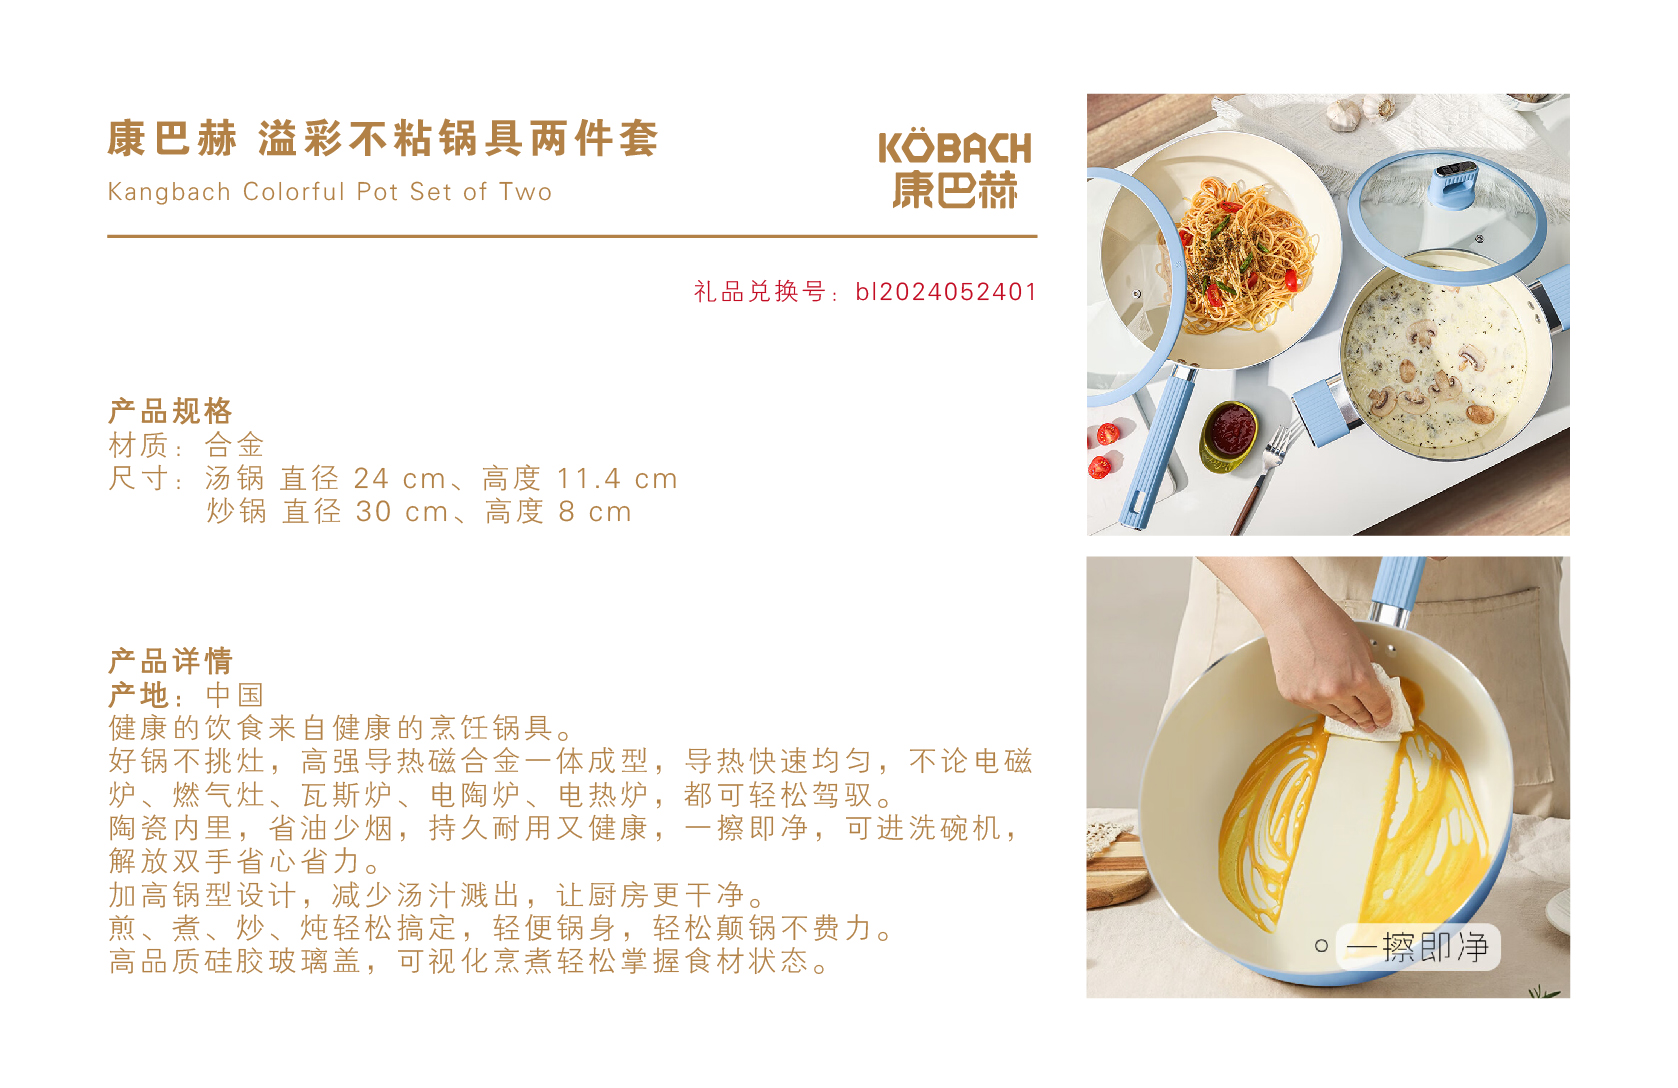 康巴赫 溢彩不粘锅具两件套
Kangbach Colorful Pot Set of Two
KÖBACH
康巴赫
礼品兑换号：bl2024052401
产品规格
材质：合金
尺寸：汤锅 直径 24 cm、高度 11.4 cm
炒锅 直径 30 cm、高度 8 cm
产品详情
产地：中国
健康的饮食来自健康的烹饪锅具。
好锅不挑灶，高强导热磁合金一体成型，导热快速均匀，不论电磁
炉、燃气灶、瓦斯炉、电陶炉、电热炉，都可轻松驾驭。
陶瓷内里，省油少烟，持久耐用又健康，一擦即净，可进洗碗机，
解放双手省心省力。
加高锅型设计，减少汤汁溅出，让厨房更干净。
煎、煮、炒、炖轻松搞定，轻便锅身，轻松颠锅不费力。
高品质硅胶玻璃盖，可视化烹煮轻松掌握食材状态。
一擦即净